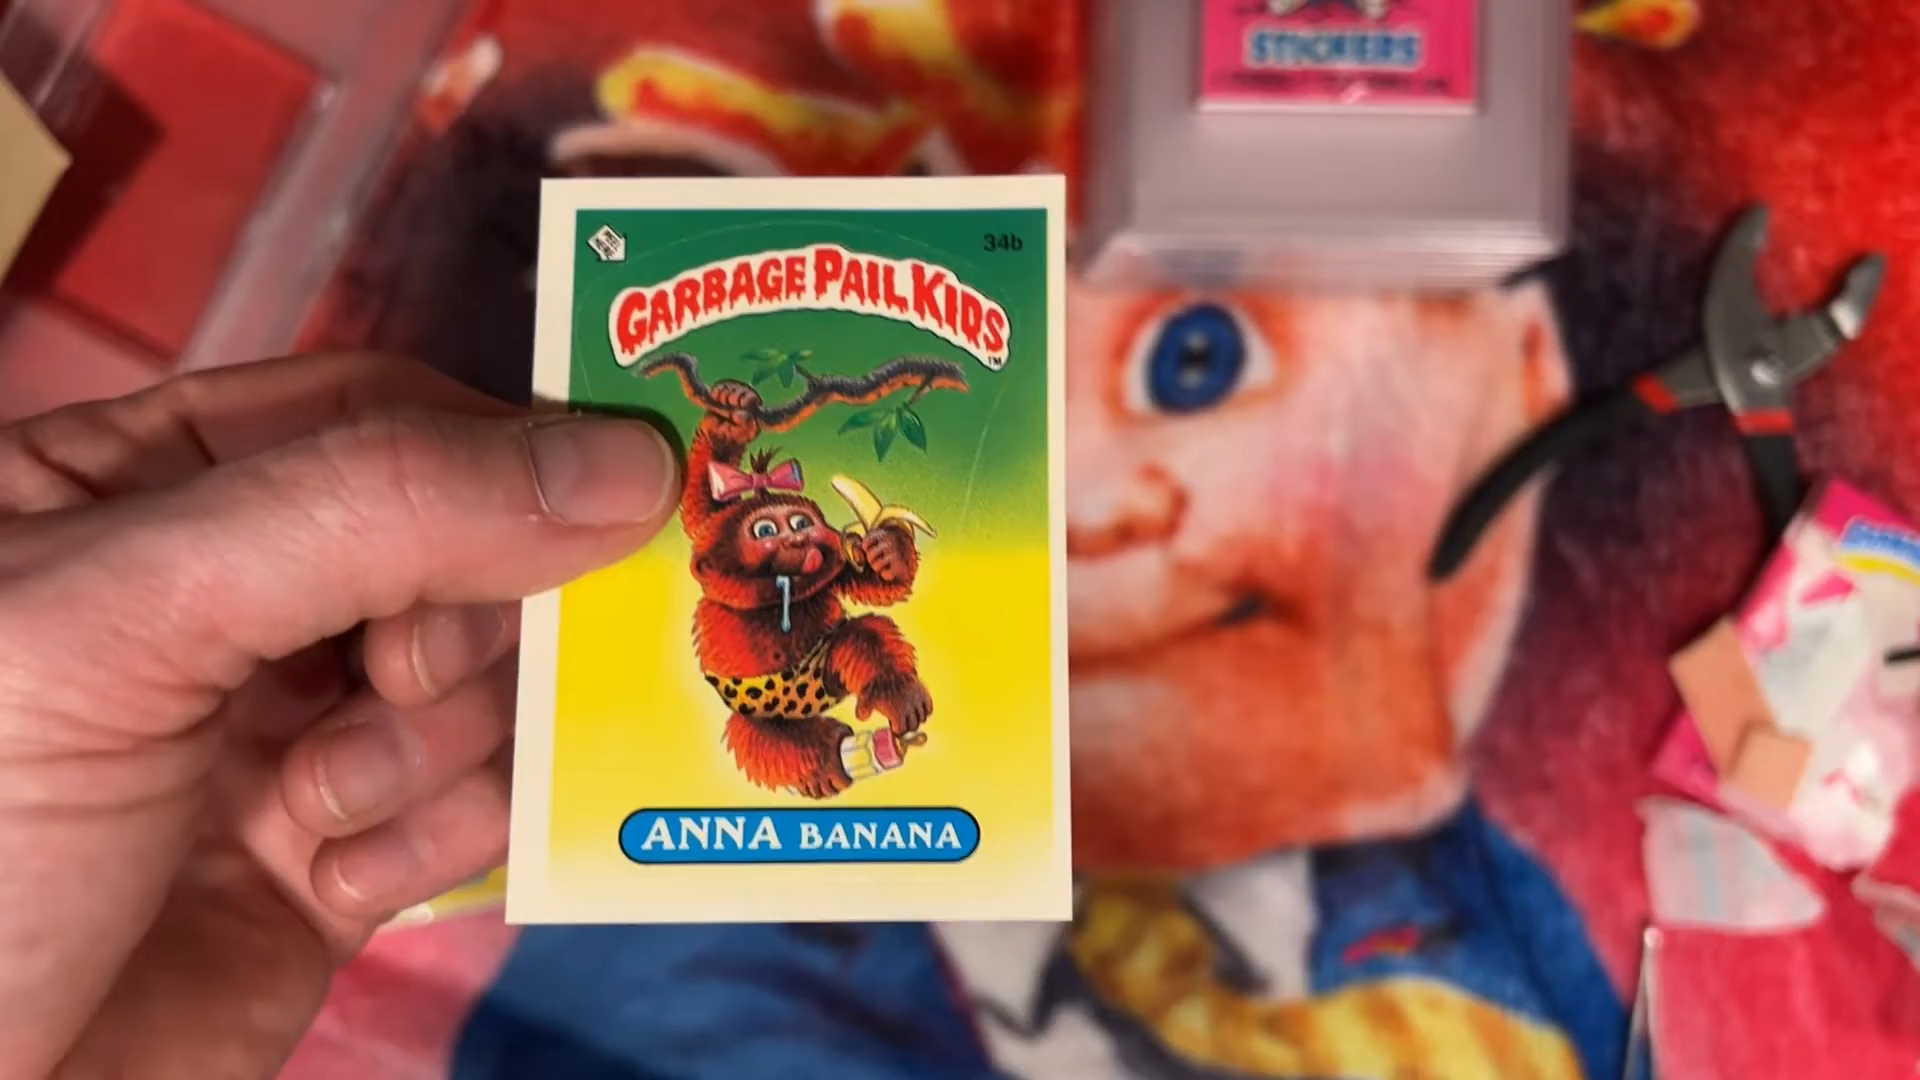 STICKERS
34b
GARBAGE PAIL KIDS
TM
ANNA BANANA